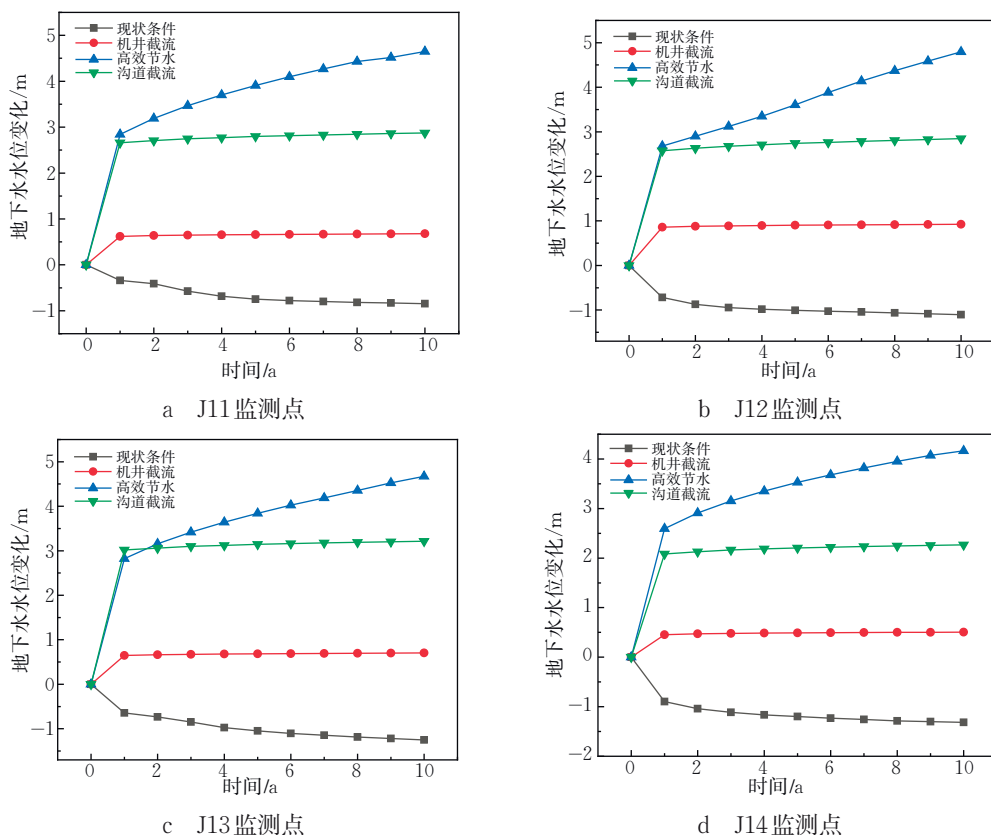 现状条件
机井截流
高效节水
沟道截流
地下水水位变化/m
5
4
3
2
1
0
−1
0 2 4 6 8 10
时间/a
a J11监测点
现状条件
机井截流
高效节水
沟道截流
地下水水位变化/m
5
4
3
2
1
0
−1
0 2 4 6 8 10
时间/a
b J12监测点
现状条件
机井截流
高效节水
沟道截流
地下水水位变化/m
5
4
3
2
1
0
−1
0 2 4 6 8 10
时间/a
c J13监测点
现状条件
机井截流
高效节水
沟道截流
地下水水位变化/m
4
3
2
1
0
−1
−2
0 2 4 6 8 10
时间/a
d J14监测点